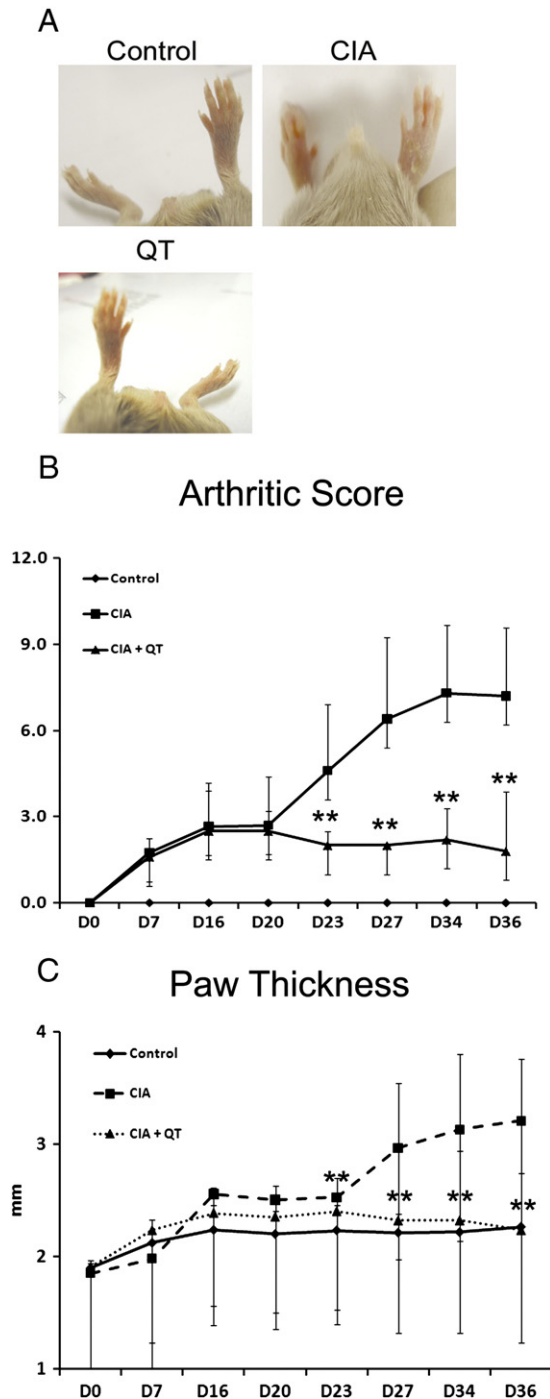 A
Control CIA
QT
B
Arthritic Score
12.0
9.0
6.0
3.0
0.0
Control
CIA
CIA + QT
** ** ** **
D0 D7 D16 D20 D23 D27 D34 D36
C
Paw Thickness
4
3
2
1
mm
Control
CIA
CIA + QT
** ** ** **
D0 D7 D16 D20 D23 D27 D34 D36